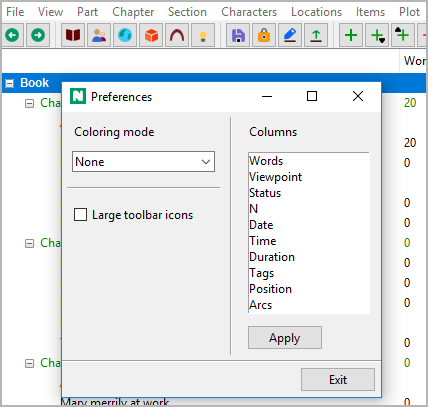 File View Part Chapter Section Characters Locations Items Plot
Wor
Book
Preferences
Cha 20
Coloring mode
Columns
None
20
Words
0
Viewpoint
Status
Large toolbar icons
N
0
Date
0
Time
Cha 0
Duration
0
Tags
0
Position
0
Arcs
Apply
0
Cha 0
Exit
0
Mary merrily at work 0